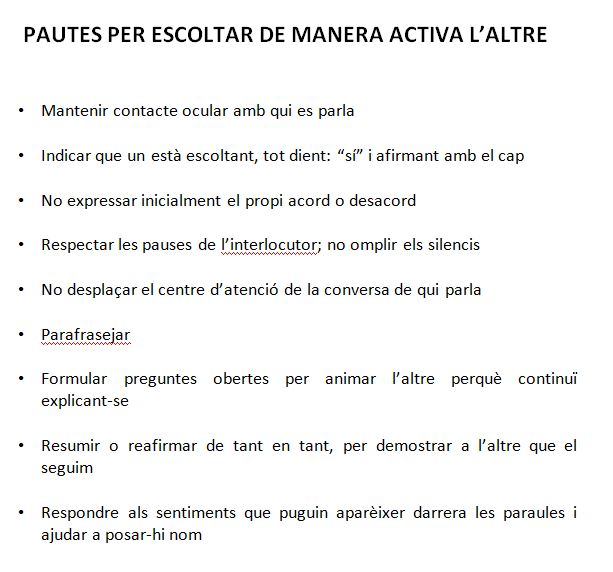 PAUTES PER ESCOLTAR DE MANERA ACTIVA L’ALTRE
• Mantenir contacte ocular amb qui es parla
• Indicar que un està escoltant, tot dient: “sí” i afirmant amb el cap
• No expressar inicialment el propi acord o desacord
• Respectar les pauses de l’interlocutor; no omplir els silencis
• No desplaçar el centre d’atenció de la conversa de qui parla
• Parafrasejar
• Formular preguntes obertes per animar l’altre perquè continuï
explicant-se
• Resumir o reafirmar de tant en tant, per demostrar a l’altre que el
seguim
• Respondre als sentiments que puguin aparèixer darrera les paraules i
ajudar a posar-hi nom